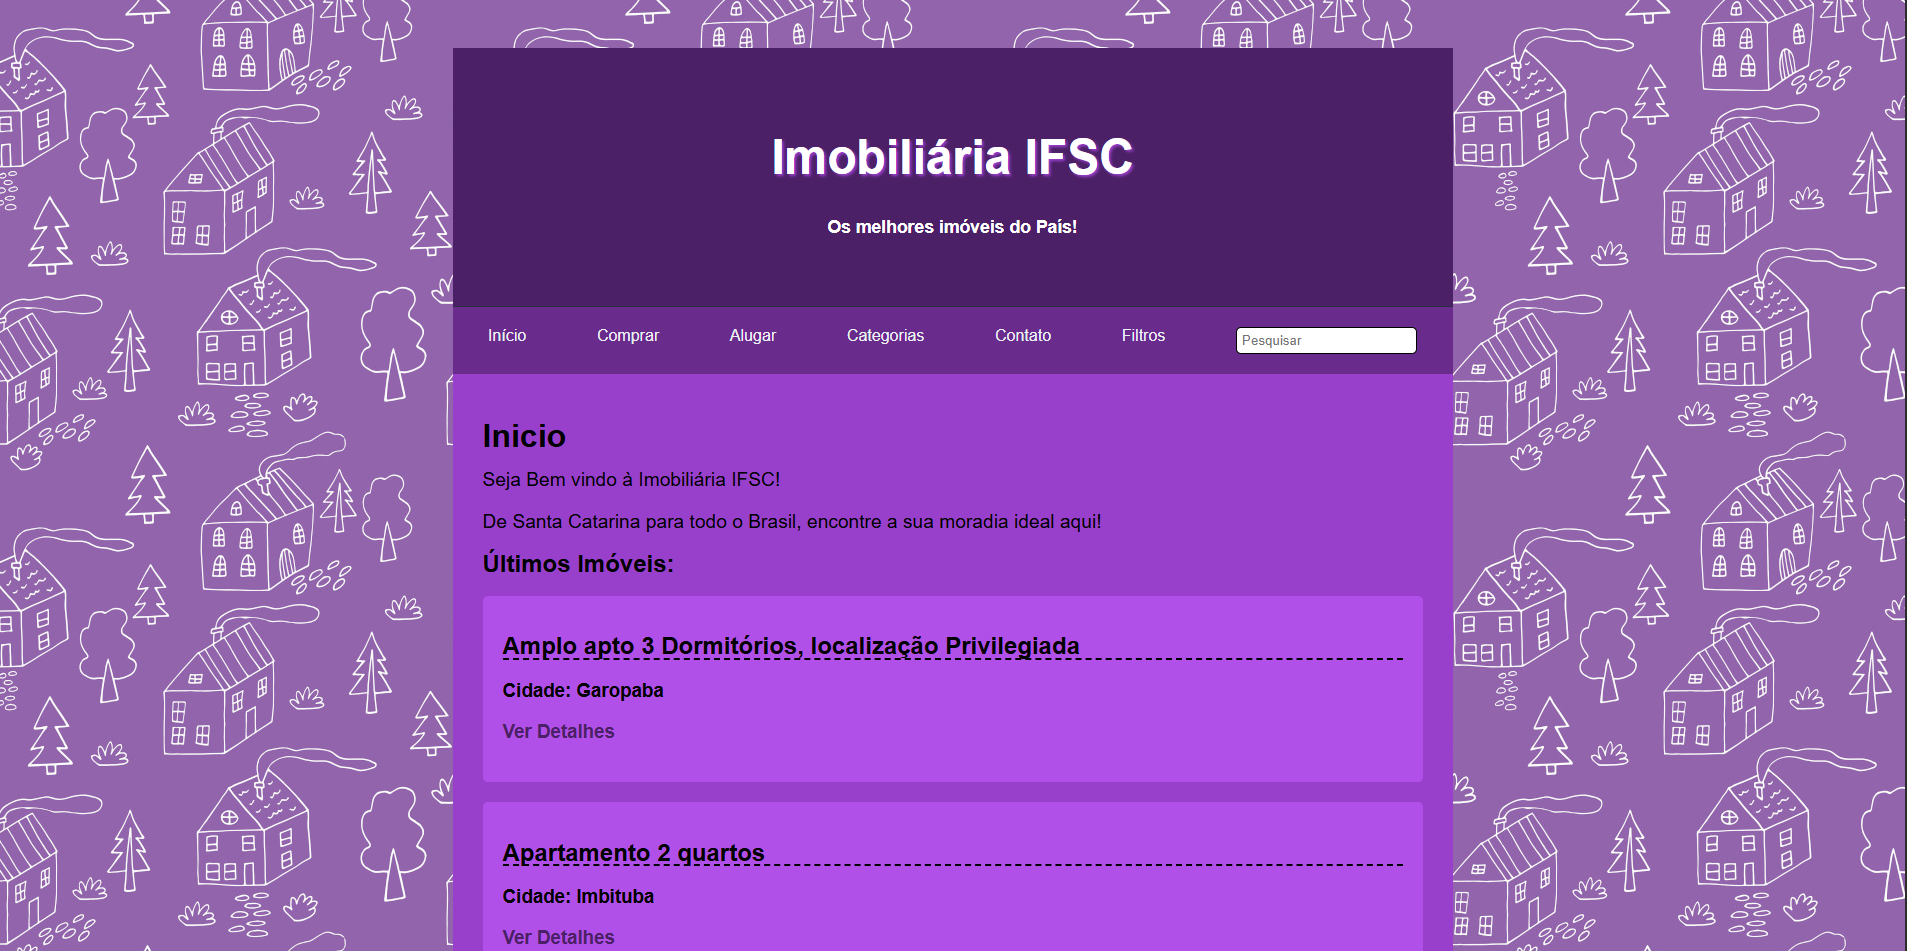 Imobiliária IFSC
Os melhores imóveis do País!
Início Comprar Alugar Categorias Contato Filtros Pesquisar
Inicio
Seja Bem vindo à Imobiliária IFSC!
De Santa Catarina para todo o Brasil, encontre a sua moradia ideal aqui!
Últimos Imóveis:
Amplo apto 3 Dormitórios, localização Privilegiada
Cidade: Garopaba
Ver Detalhes
Apartamento 2 quartos
Cidade: Imbituba
Ver Detalhes